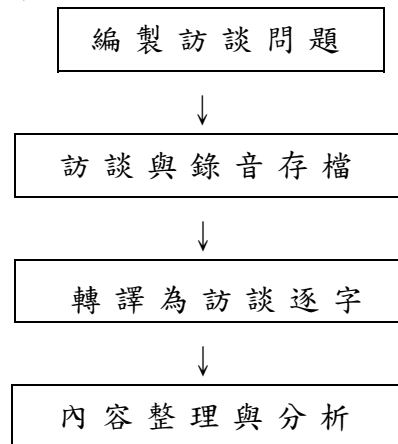 編製訪談問題
↓
訪談與錄音存檔
↓
轉譯為訪談逐字
↓
內容整理與分析